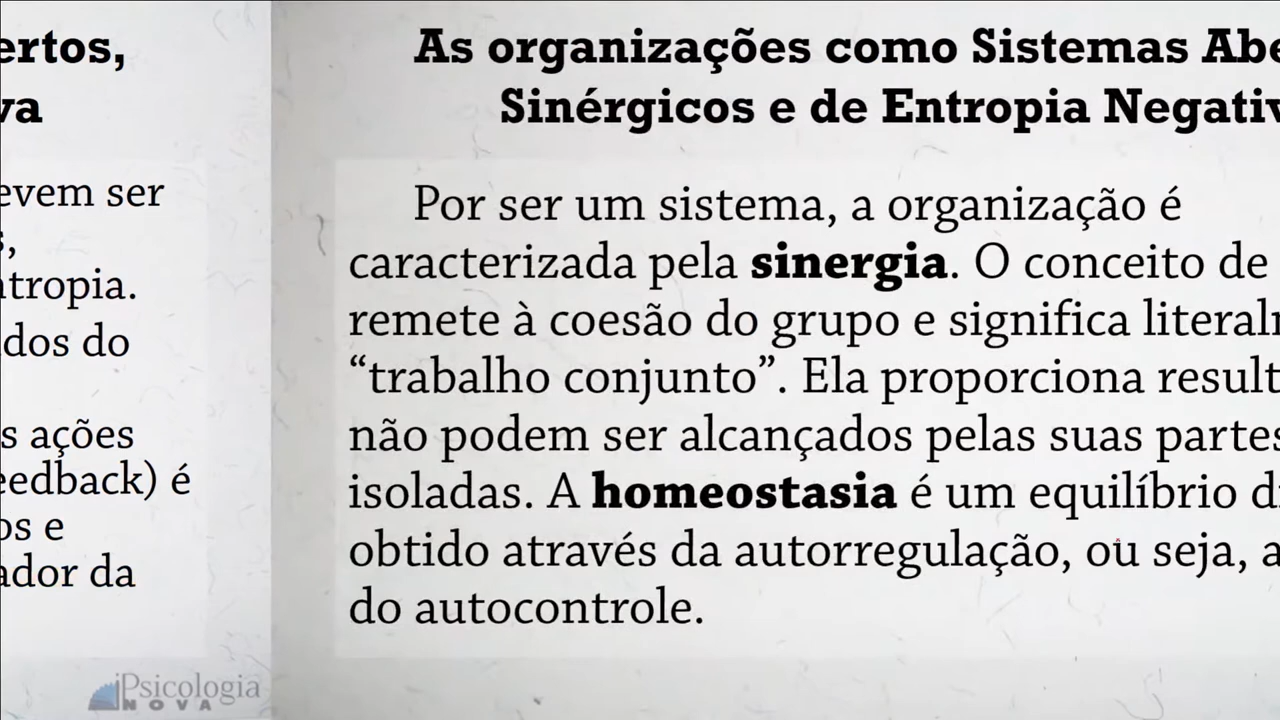 ertos,
va
evem ser
s,
ntropia.
dos do
s ações
eedback) é
os e
ador da
Psicologia
NOVA
As organizações como Sistemas Abe
Sinérgicos e de Entropia Negativ
Por ser um sistema, a organização é
caracterizada pela sinergia. O conceito de
remete à coesão do grupo e significa literal
“trabalho conjunto”. Ela proporciona result
não podem ser alcançados pelas suas partes
isoladas. A homeostasia é um equilíbrio d
obtido através da autorregulação, ou seja, a
do autocontrole.